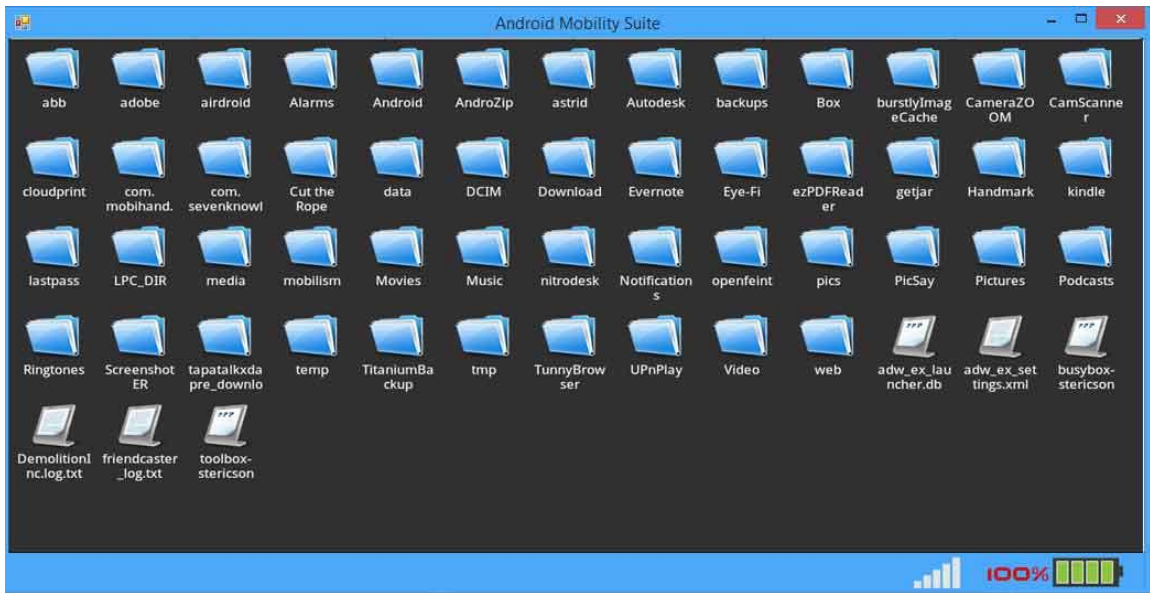 Android Mobility Suite
abb adobe airdroid Alarms Android AndroZip astrid Autodesk backups Box burstlyImag CameraZO CamScanne
eCache OM r
cloudprint com. com. Cut the data DCIM Download Evernote Eye-Fi ezPDFRead getjar Handmark kindle
mobihand. sevenknowl Rope er
lastpass LPC_DIR media mobilism Movies Music nitrodesk Notification openfeint pics PicSay Pictures Podcasts
s
Ringtones Screenshot tapatalkxda temp TitaniumBa tmp TunnyBrow UPnPlay Video web adw_ex_lau adw_ex_set busybox-
ER pre_downlo ckup ser ncher.db tings.xml stericson
DemolitionI friendcaster toolbox-
nc.log.txt _log.txt stericson
100%